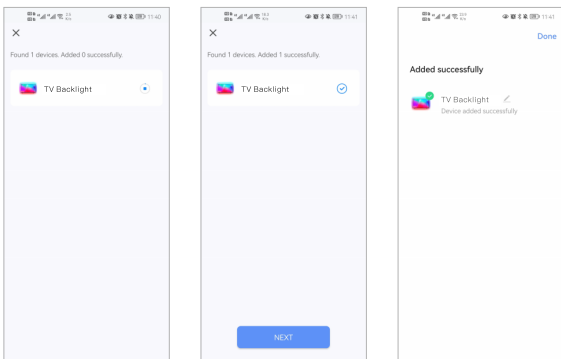 11:40
Found 1 devices. Added 0 successfully.
TV Backlight
11:41
Found 1 devices. Added 1 successfully.
TV Backlight
NEXT
11:41
Done
Added successfully
TV Backlight
Device added successfully